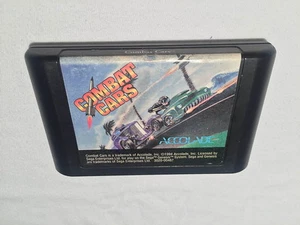 COMBAT
CARS
ACCOLADE
Combat Cars is a trademark of Accolade, Inc. ©1994 Accolade, Inc. Licensed by
Sega Enterprises Ltd. for play on the Sega™ Genesis™ System. Sega and Genesis
are trademarks of Sega Enterprises Ltd.